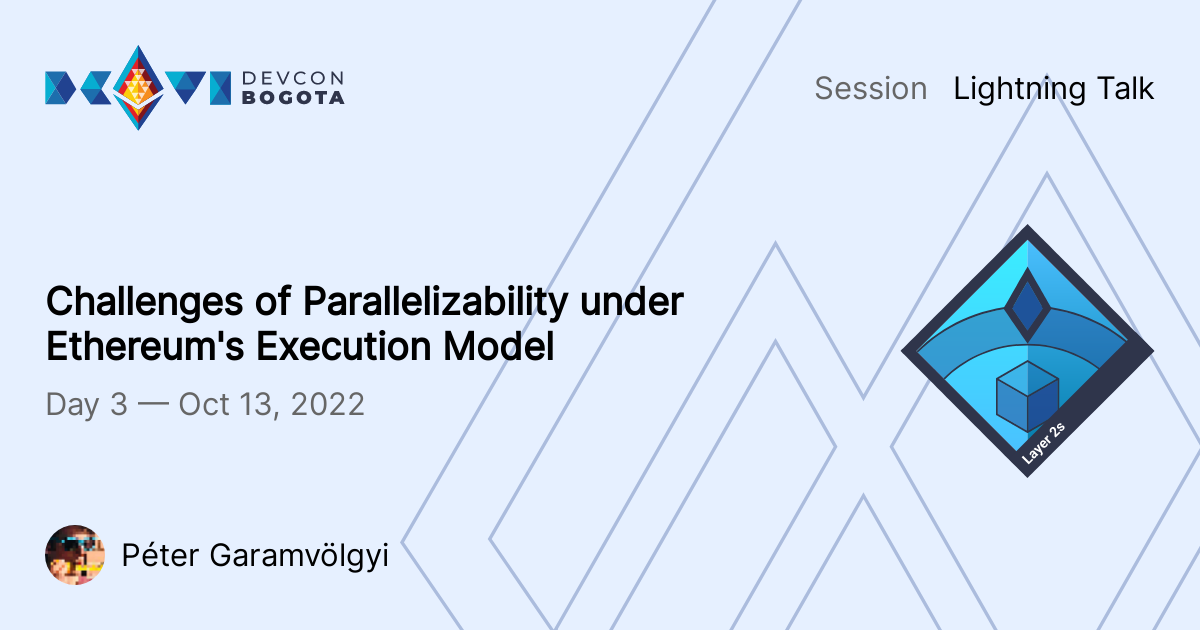 DEVCON
BOGOTA
Session Lightning Talk
Challenges of Parallelizability under
Ethereum's Execution Model
Day 3 — Oct 13, 2022
Layer 2s
Péter Garamvölgyi